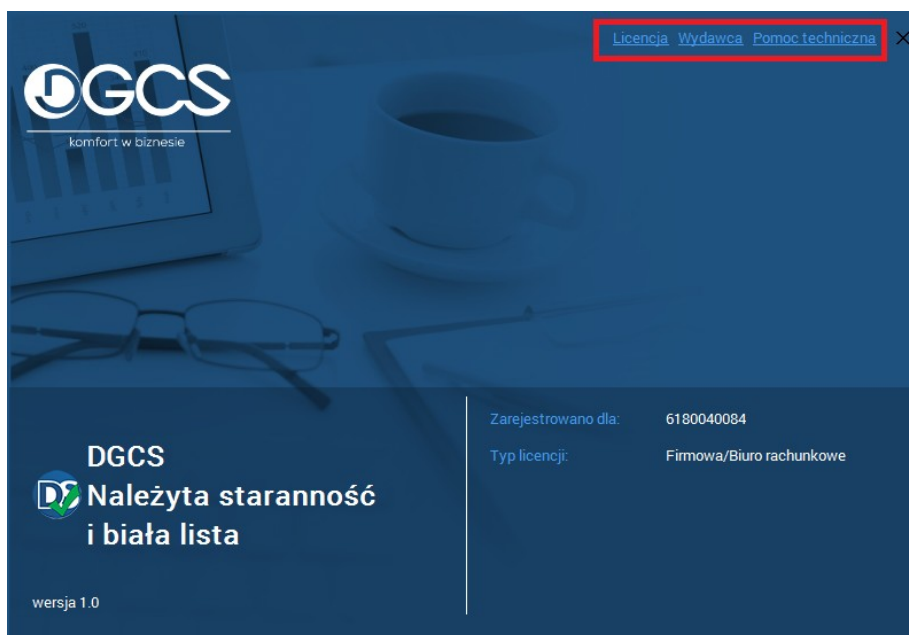 Licencja Wydawca Pomoc techniczna
DGCS
komfort w biznesie
Zarejestrowano dla: 6180040084
Typ licencji: Firmowa/Biuro rachunkowe
DGCS
DS Należyta staranność
i biała lista
wersja 1.0